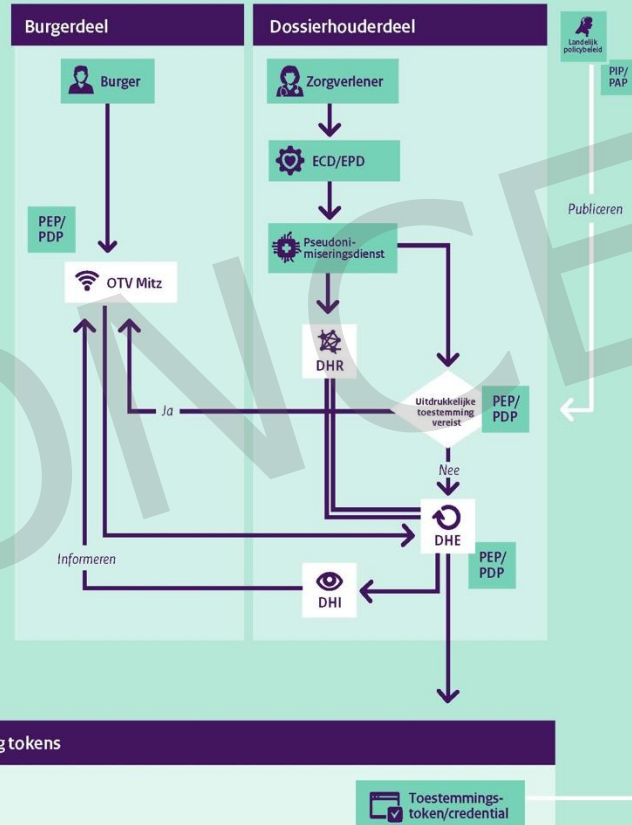 Burgerdeel
Dossierhouderdeel
Landelijk
policybeleid
PIP/
PAP
Burger
Zorgverlener
ECD/EPD
Publiceren
PEP/
PDP
Pseudoni-
miseringsdienst
OTV Mitz
DHR
Uitdrukkelijke
toestemming
vereist
PEP/
PDP
Ja
Nee
DHE
Informeren
PEP/
PDP
DHI
tokens
Toestemmings-
token/credential